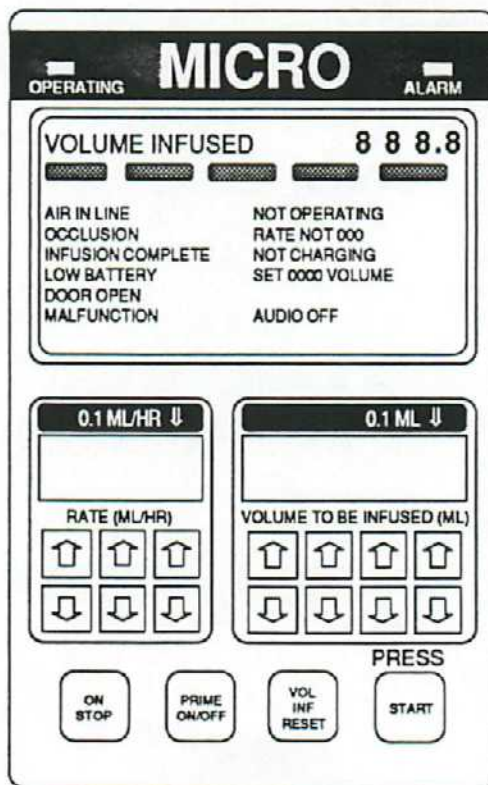 MICRO
OPERATING
ALARM
VOLUME INFUSED 8 8 8.8
AIR IN LINE NOT OPERATING
OCCLUSION RATE NOT 000
INFUSION COMPLETE NOT CHARGING
LOW BATTERY SET 0000 VOLUME
DOOR OPEN
MALFUNCTION AUDIO OFF
0.1 ML/HR ⇓
0.1 ML ⇓
RATE (ML/HR)
VOLUME TO BE INFUSED (ML)
PRESS
ON
STOP
PRIME
ON/OFF
VOL
INF
RESET
START